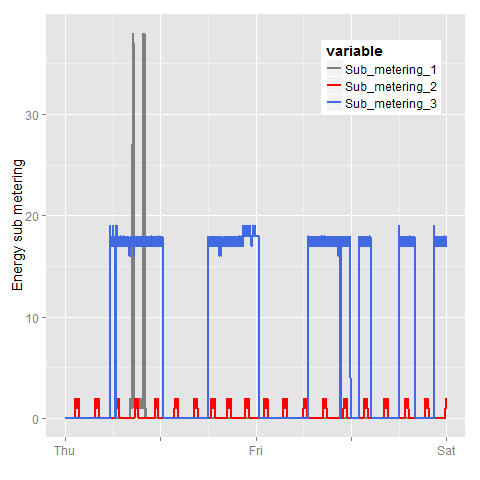 variable
Sub_metering_1
Sub_metering_2
Sub_metering_3
Energy sub metering
30
20
10
0
Thu
Fri
Sat